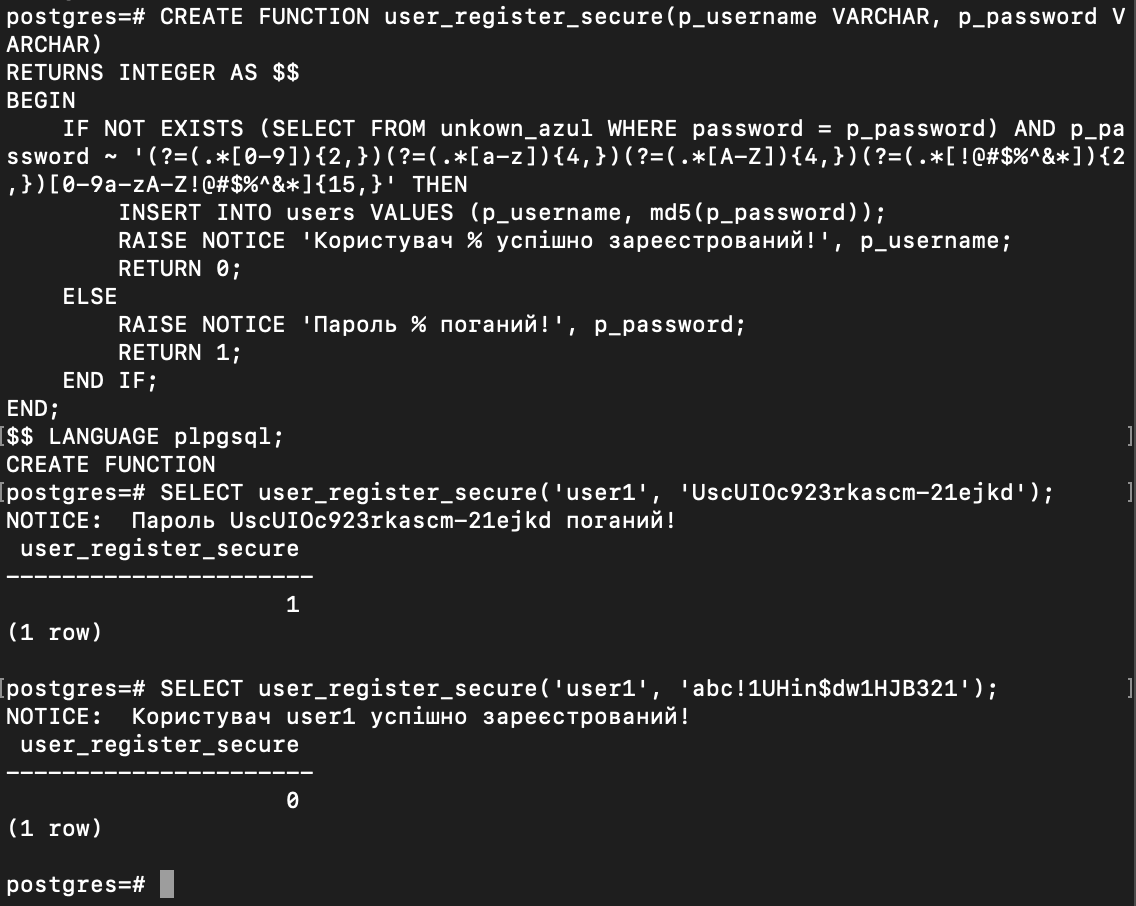 postgres=# CREATE FUNCTION user_register_secure(p_username VARCHAR, p_password V
ARCHAR)
RETURNS INTEGER AS $$
BEGIN
    IF NOT EXISTS (SELECT FROM unkown_azul WHERE password = p_password) AND p_pa
ssword ~ '(?=(.*[0-9]){2,})(?=(.*[a-z]){4,})(?=(.*[A-Z]){4,})(?=(.*[!@#$%^&*]){2
,})[0-9a-zA-Z!@#$%^&*]{15,}' THEN
        INSERT INTO users VALUES (p_username, md5(p_password));
        RAISE NOTICE 'Користувач % успішно зареєстрований!', p_username;
        RETURN 0;
    ELSE
        RAISE NOTICE 'Пароль % поганий!', p_password;
        RETURN 1;
    END IF;
END;
[$$ LANGUAGE plpgsql; ]
CREATE FUNCTION
[postgres=# SELECT user_register_secure('user1', 'UscUIOc923rkascm-21ejkd'); ]
NOTICE:  Пароль UscUIOc923rkascm-21ejkd поганий!
 user_register_secure
----------------------
                    1
(1 row)

[postgres=# SELECT user_register_secure('user1', 'abc!1UHin$dw1HJB321'); ]
NOTICE:  Користувач user1 успішно зареєстрований!
 user_register_secure
----------------------
                    0
(1 row)

postgres=#